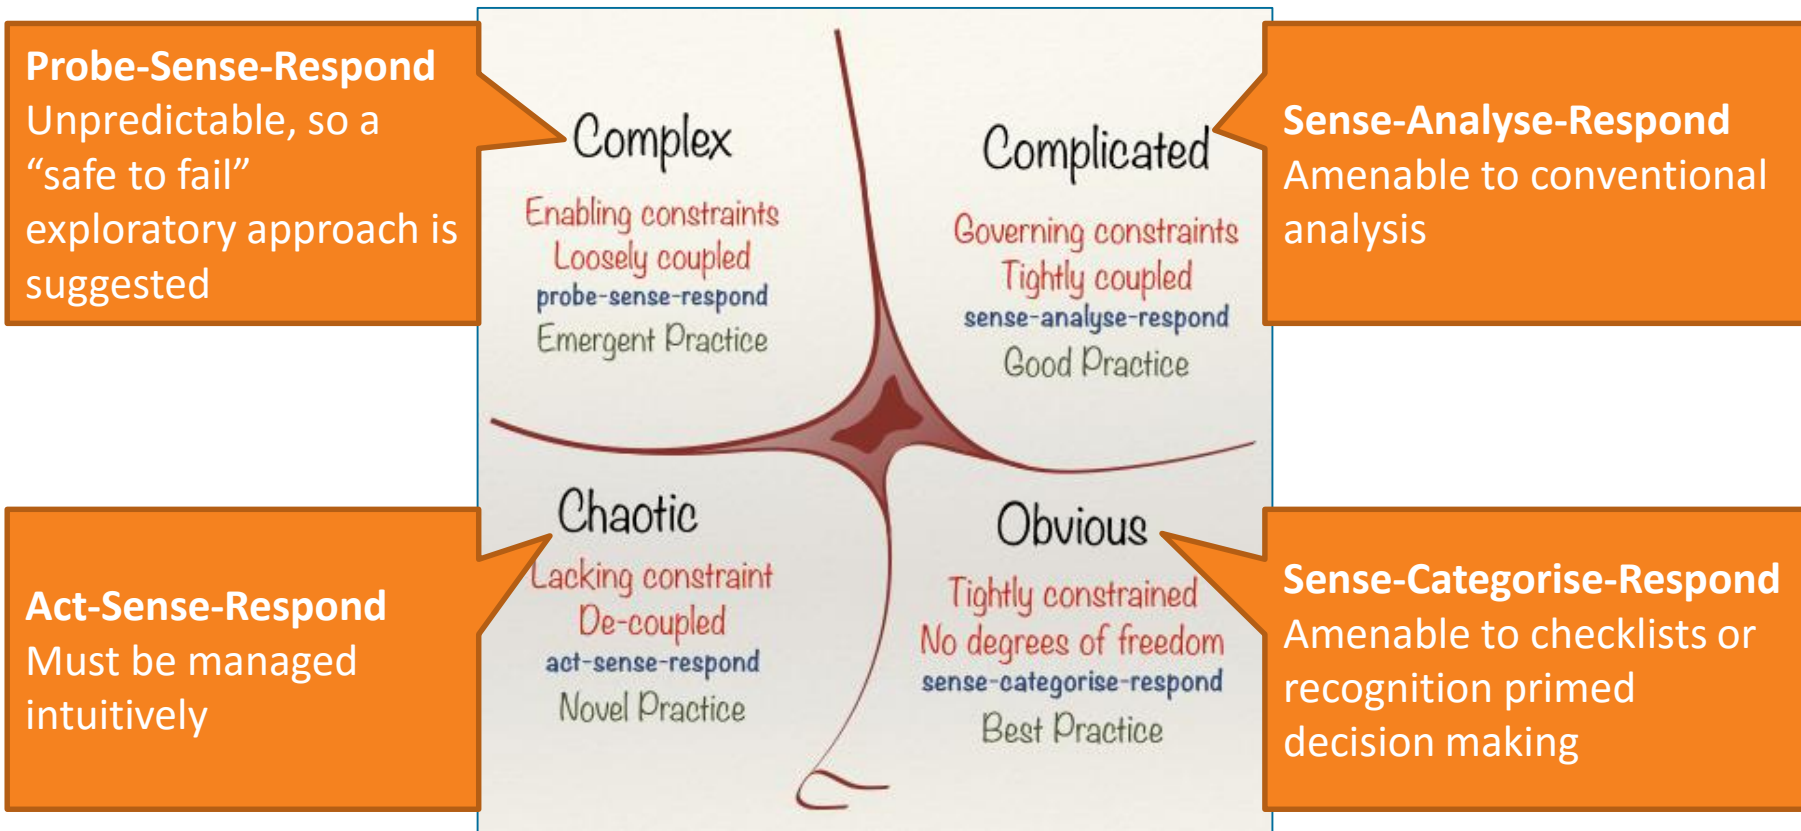 Probe-Sense-Respond
Unpredictable, so a
“safe to fail”
exploratory approach is
suggested
Complex
Enabling constraints
Loosely coupled
probe-sense-respond
Emergent Practice
Complicated
Governing constraints
Tightly coupled
sense-analyse-respond
Good Practice
Sense-Analyse-Respond
Amenable to conventional
analysis
Act-Sense-Respond
Must be managed
intuitively
Chaotic
Lacking constraint
De-coupled
act-sense-respond
Novel Practice
Obvious
Tightly constrained
No degrees of freedom
sense-categorise-respond
Best Practice
Sense-Categorise-Respond
Amenable to checklists or
recognition primed
decision making